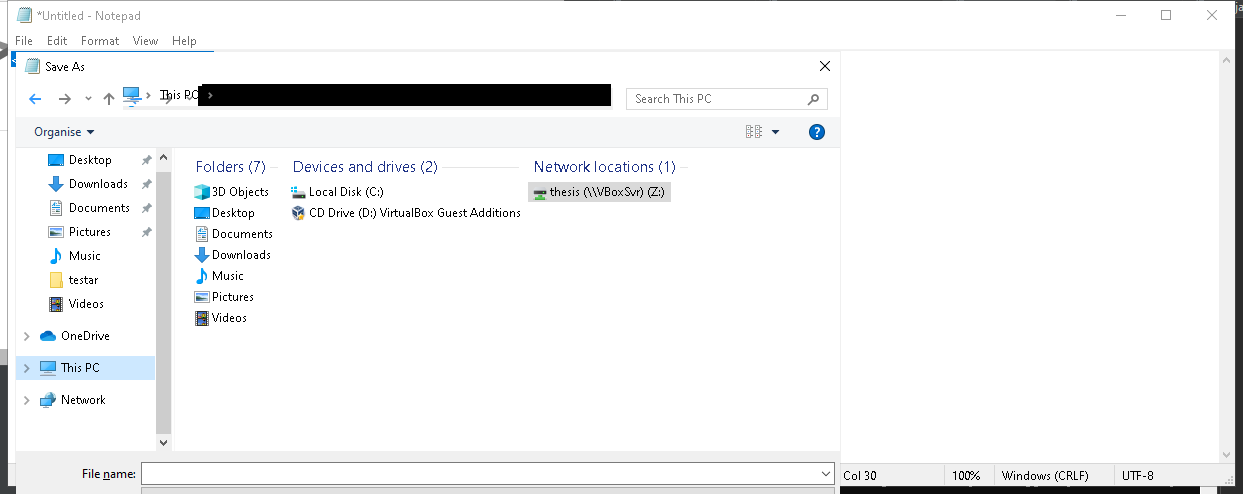 *Untitled - Notepad
File Edit Format View Help
Save As
This PC
Search This PC
Organise
Desktop
Downloads
Documents
Pictures
Music
testar
Videos
OneDrive
This PC
Network
Folders (7)
3D Objects
Desktop
Documents
Downloads
Music
Pictures
Videos
Devices and drives (2)
Local Disk (C:)
CD Drive (D:) VirtualBox Guest Additions
Network locations (1)
thesis (\\VBoxSvr) (Z:)
File name:
Col 30 100% Windows (CRLF) UTF-8